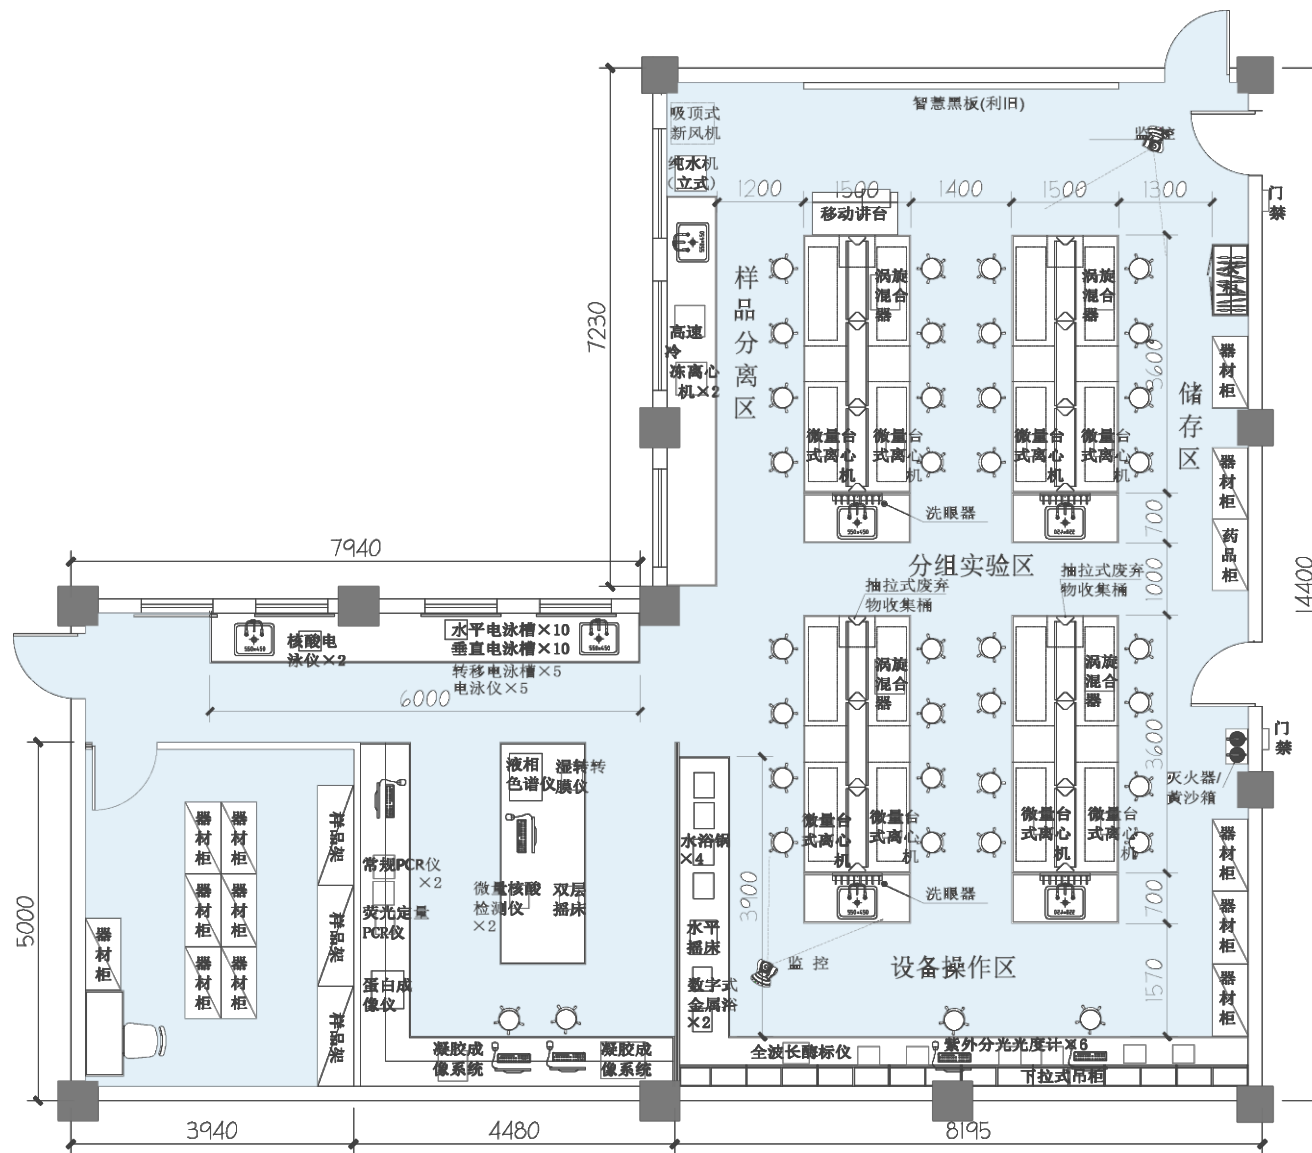 智慧黑板(利旧)
吸顶式
新风机
监 控
纯水机
(立式)
1200
1500
1400
1500
1300
移动讲台
门
禁
550×450
样品分离区
涡旋
混合
器
涡旋
混合
器
7230
高速
冷
冻离心
机×2
3600
器材柜
储存区
微量台
式离心
机
微量台
式离心
机
微量台
式离心
机
微量台
式离心
机
器材柜
洗眼器
550×450
700
药品柜
7940
分组实验区
抽拉式废弃
物收集桶
抽拉式废弃
物收集桶
1000
14400
550×450
核酸电
泳仪×2
水平电泳槽×10
垂直电泳槽×10
转移电泳槽×5
电泳仪×5
550×450
6000
涡旋
混合
器
涡旋
混合
器
门
禁
3600
液相
色谱仪
湿转转
膜仪
灭火器/
黄沙箱
器材柜
器材柜
样品架
水浴锅
×4
微量台
式离心
机
微量台
式离心
机
微量台
式离心
机
微量台
式离心
机
器材柜
常规PCR仪
×2
微量核酸
检测仪
×2
双层
摇床
3900
洗眼器
550×450
700
器材柜
器材柜
样品架
荧光定量
PCR仪
水平
摇床
器材柜
5000
器材柜
器材柜
器材柜
监 控
设备操作区
蛋白成
像仪
数字式
金属浴
×2
1570
器材柜
样品架
凝胶成
像系统
凝胶成
像系统
全波长酶标仪
紫外分光光度计×6
下拉式吊柜
3940
4480
8195